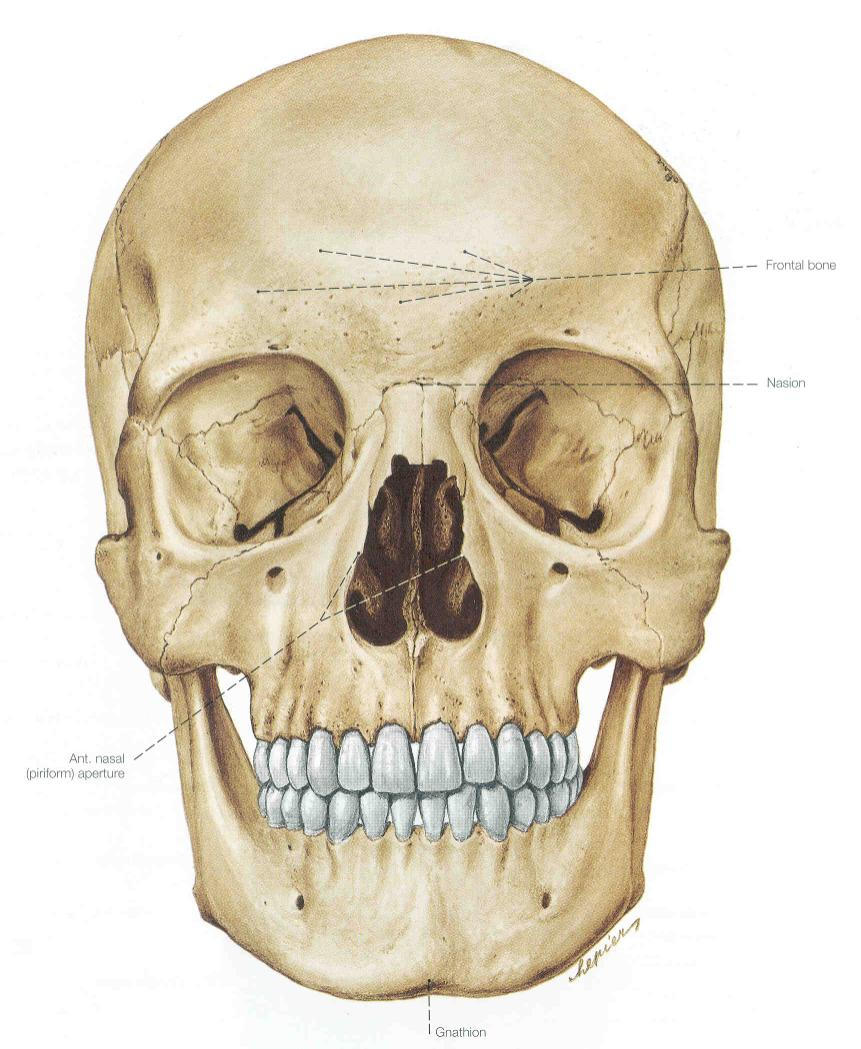 Frontal bone
Nasion
Ant. nasal
(piriform) aperture
Gnathion